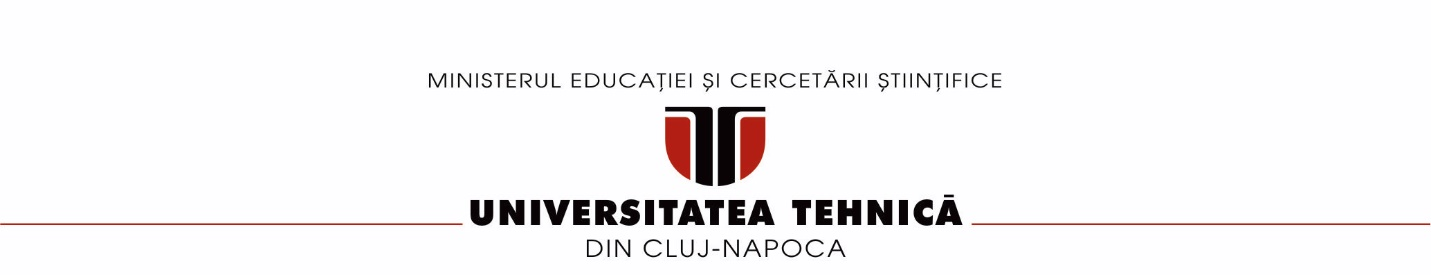 MINISTERUL EDUCAȚIEI ȘI CERCETĂRII ȘTIINȚIFICE
UNIVERSITATEA TEHNICĂ
DIN CLUJ-NAPOCA